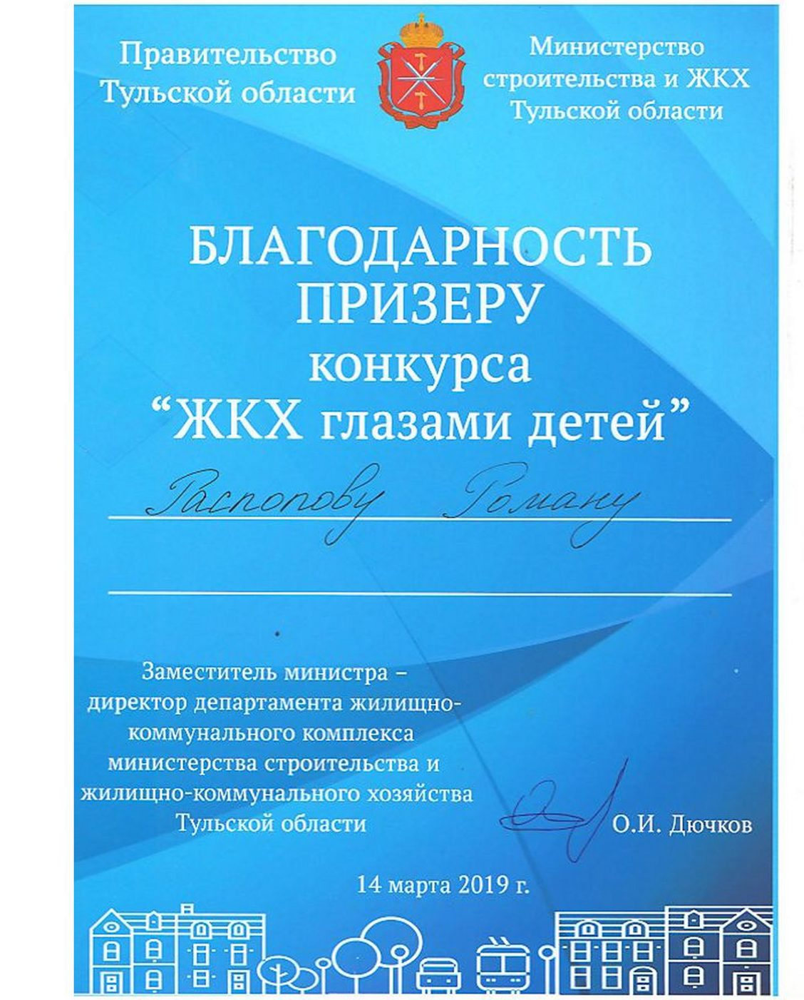 Правительство
Тульской области
Министерство
строительства и ЖКХ
Тульской области
БЛАГОДАРНОСТЬ
ПРИЗЕРУ
конкурса
“ЖКХ глазами детей”
Распопову Роману
Заместитель министра –
директор департамента жилищно-
коммунального комплекса
министерства строительства и
жилищно-коммунального хозяйства
Тульской области
О.И. Дючков
14 марта 2019 г.